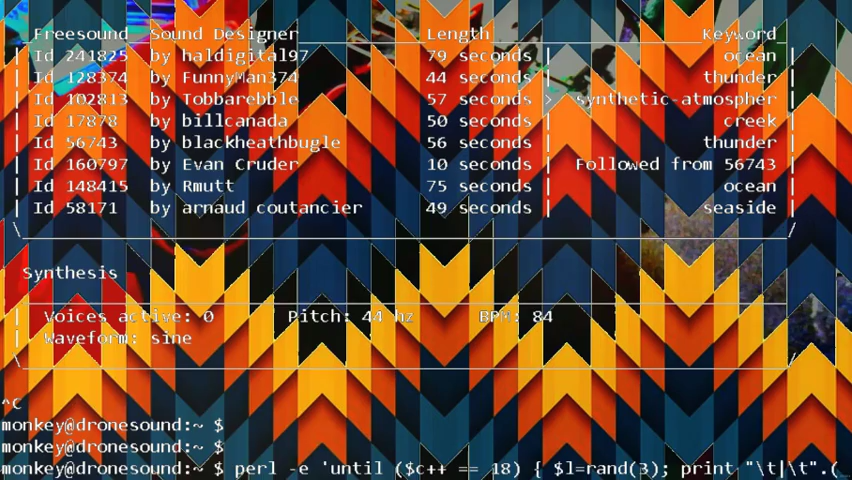 Freesound Sound Designer Length Keyword
| Id 241825 by haldigital97 79 seconds | ocean |
| Id 128374 by FunnyMan374 44 seconds | thunder |
| Id 102813 by Tobbarebble 57 seconds > synthetic-atmospher |
| Id 17878 by billcanada 50 seconds | creek |
| Id 56743 by blackheathbugle 56 seconds | thunder |
| Id 160797 by Evan Cruder 10 seconds | Followed from 56743 |
| Id 148415 by Rmutt 75 seconds | ocean |
| Id 58171 by arnaud coutancier 49 seconds | seaside |
Synthesis
| Voices active: 0 Pitch: 44 hz BPM: 84
| Waveform: sine
^C
monkey@dronesound:~ $
monkey@dronesound:~ $
monkey@dronesound:~ $ perl -e 'until ($c++ == 18) { $l=rand(3); print "\t|\t".(